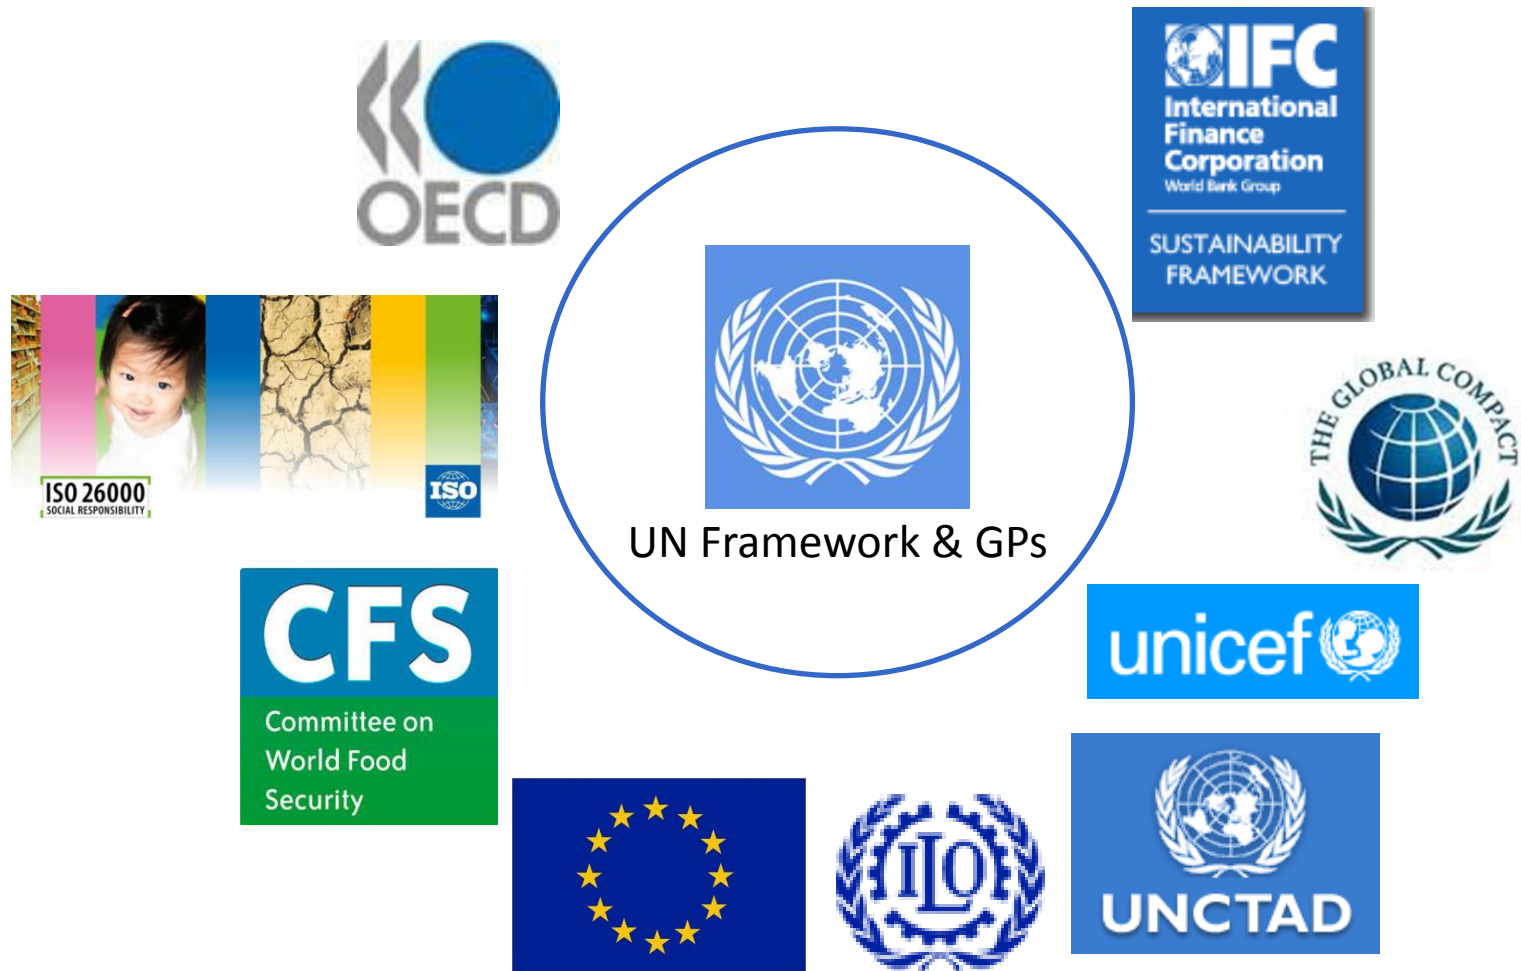 OECD
IFC
International
Finance
Corporation
World Bank Group
SUSTAINABILITY
FRAMEWORK
THE GLOBAL COMPACT
ISO 26000
SOCIAL RESPONSIBILITY
ISO
UN Framework & GPs
CFS
Committee on
World Food
Security
unicef
ILO
UNCTAD